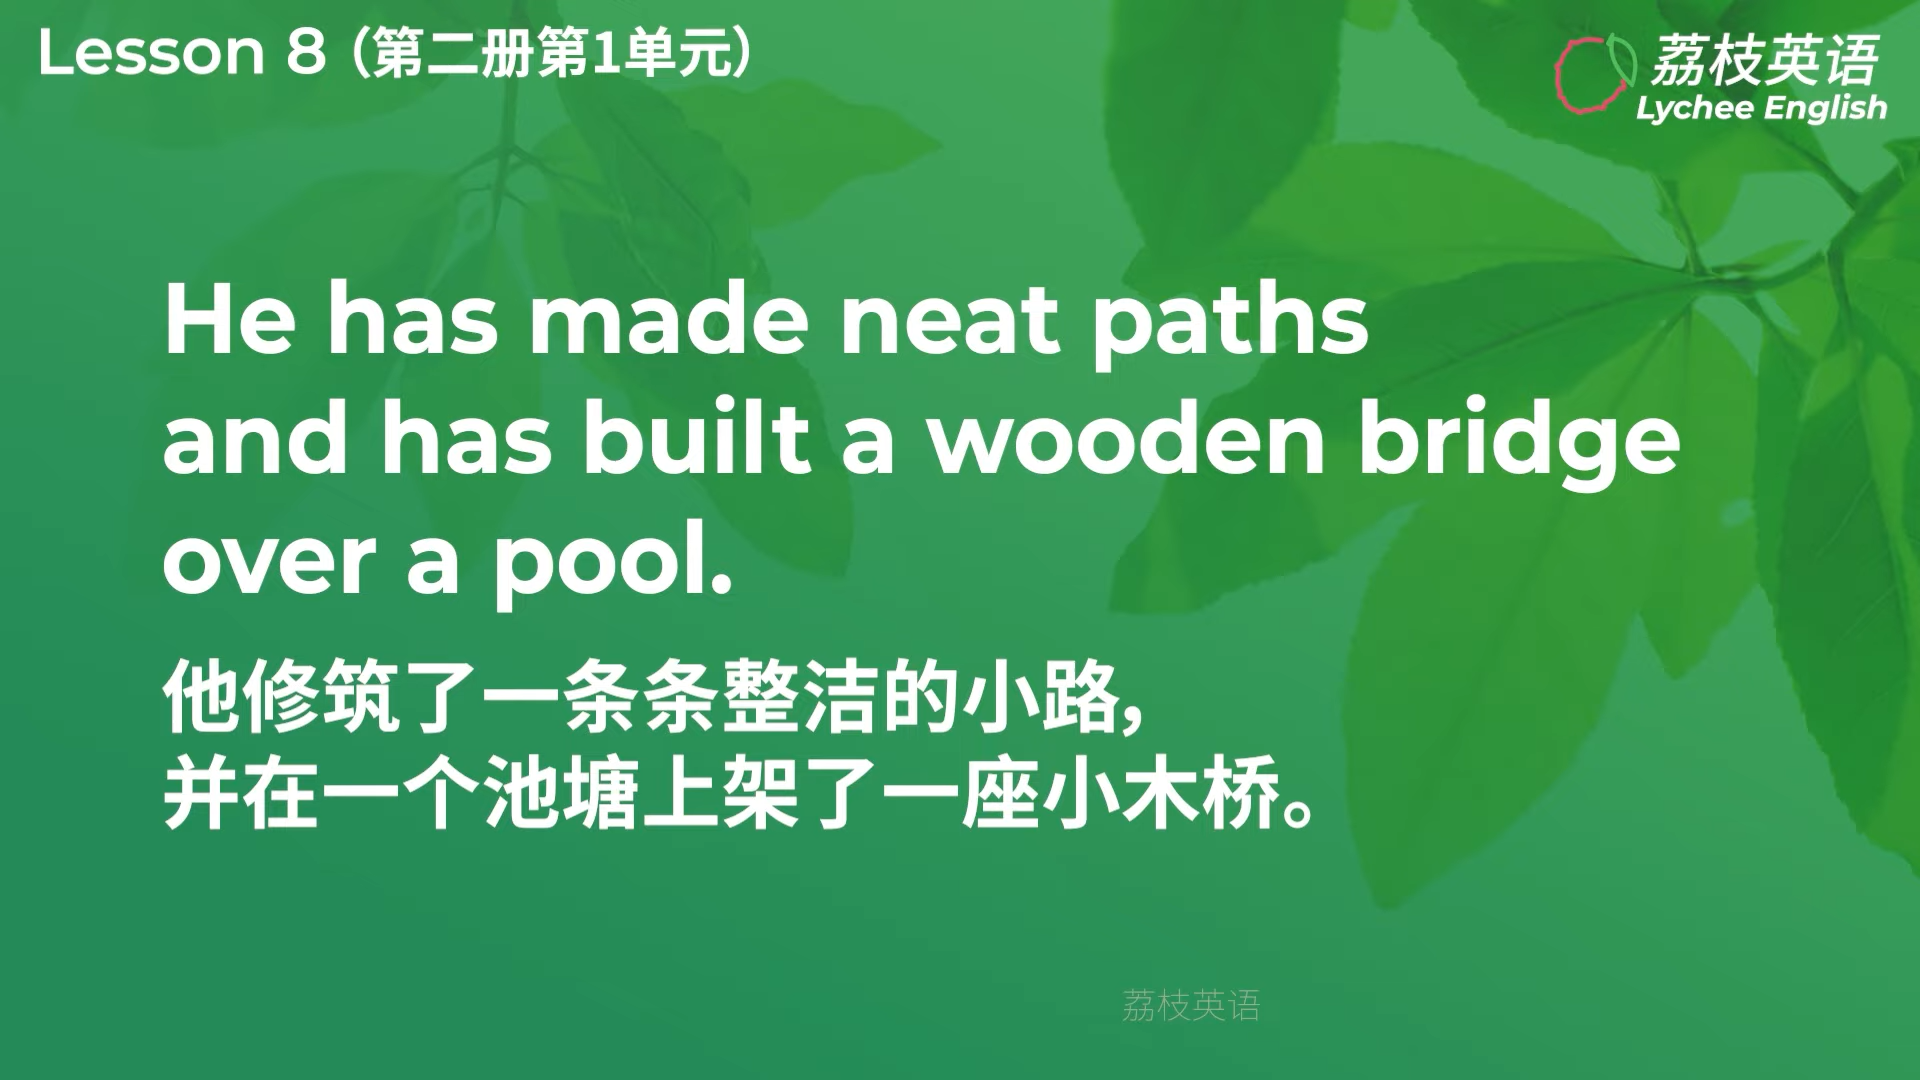 Lesson 8（第二册第1单元）
荔枝英语
Lychee English
He has made neat paths
and has built a wooden bridge
over a pool.
他修筑了一条条整洁的小路,
并在一个池塘上架了一座小木桥。
荔枝英语